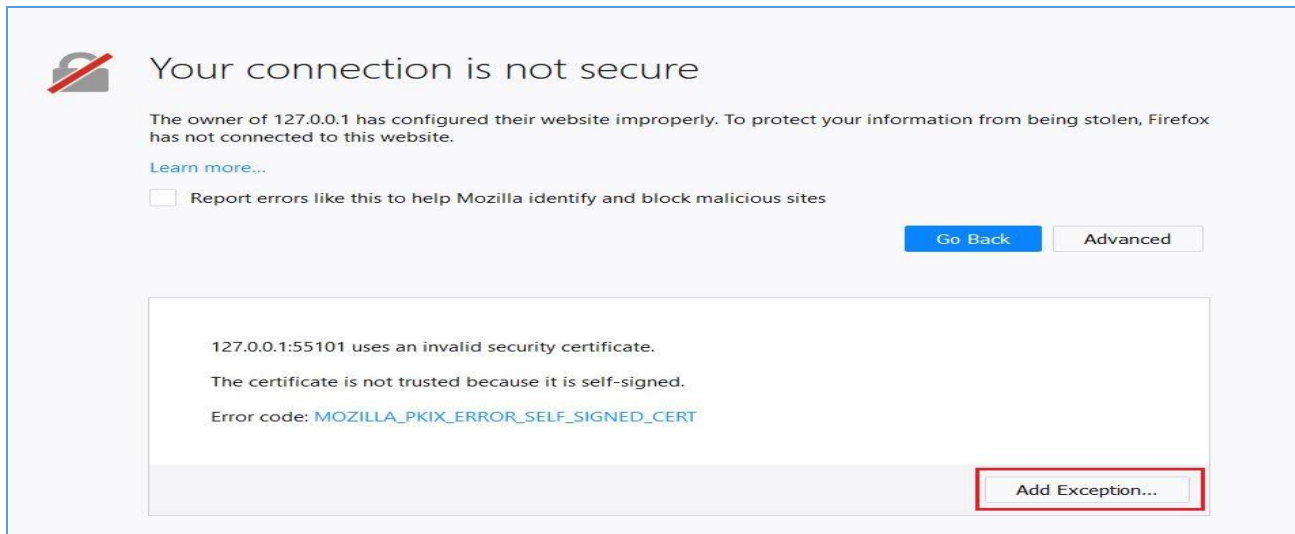 Your connection is not secure
The owner of 127.0.0.1 has configured their website improperly. To protect your information from being stolen, Firefox
has not connected to this website.
Learn more...
Report errors like this to help Mozilla identify and block malicious sites
Go Back
Advanced
127.0.0.1:55101 uses an invalid security certificate.
The certificate is not trusted because it is self-signed.
Error code: MOZILLA_PKIX_ERROR_SELF_SIGNED_CERT
Add Exception...